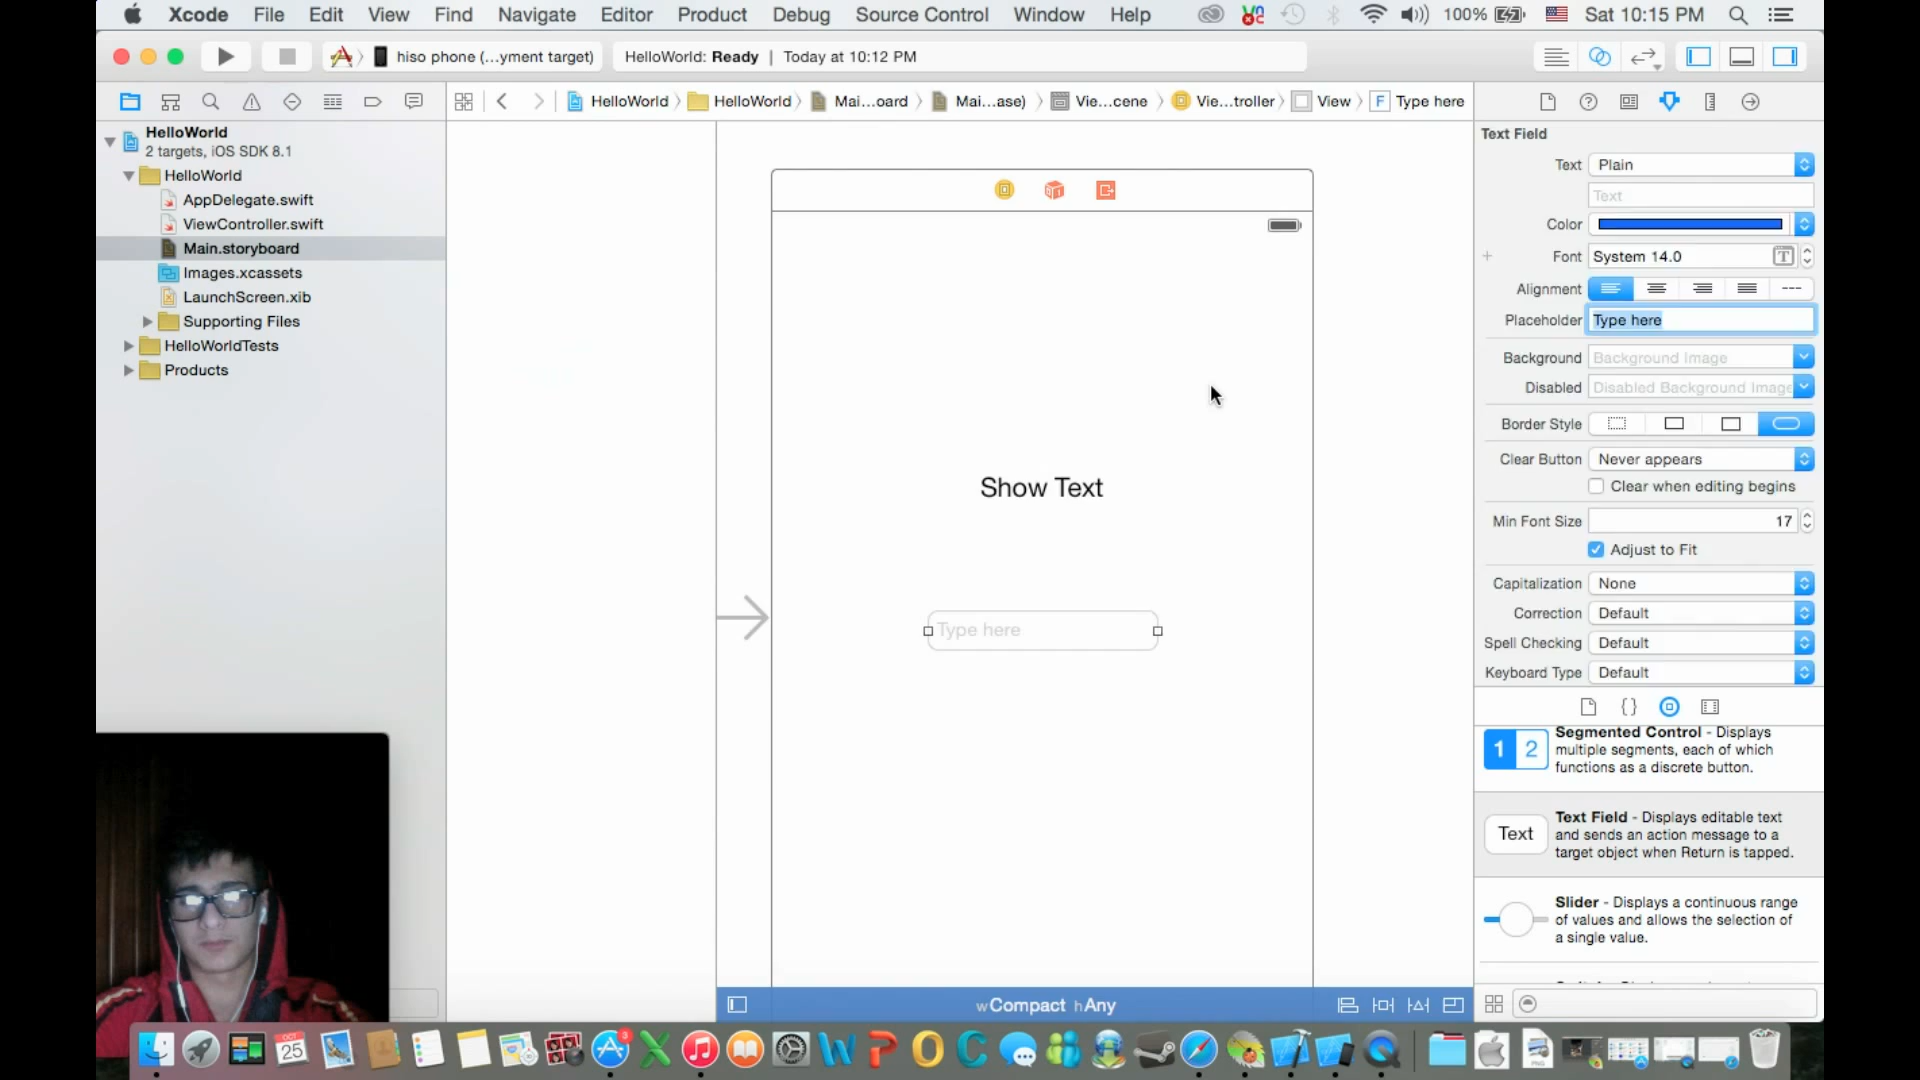 Xcode File Edit View Find Navigate Editor Product Debug Source Control Window Help 100% Sat 10:15 PM
hiso phone (...yment target) HelloWorld: Ready | Today at 10:12 PM
HelloWorld HelloWorld Mai...oard Mai...ase) Vie...cene Vie...troller View F Type here
HelloWorld
2 targets, iOS SDK 8.1
HelloWorld
AppDelegate.swift
ViewController.swift
Main.storyboard
Images.xcassets
LaunchScreen.xib
Supporting Files
HelloWorldTests
Products
Show Text
Type here
wCompact hAny
Text Field
Text Plain
Text
Color
Font System 14.0
Alignment
Placeholder Type here
Background Background Image
Disabled Disabled Background Image
Border Style
Clear Button Never appears
Clear when editing begins
Min Font Size 17
Adjust to Fit
Capitalization None
Correction Default
Spell Checking Default
Keyboard Type Default
{}
1 2
Segmented Control - Displays
multiple segments, each of which
functions as a discrete button.
Text
Text Field - Displays editable text
and sends an action message to a
target object when Return is tapped.
Slider - Displays a continuous range
of values and allows the selection of
a single value.
OCT
25
3